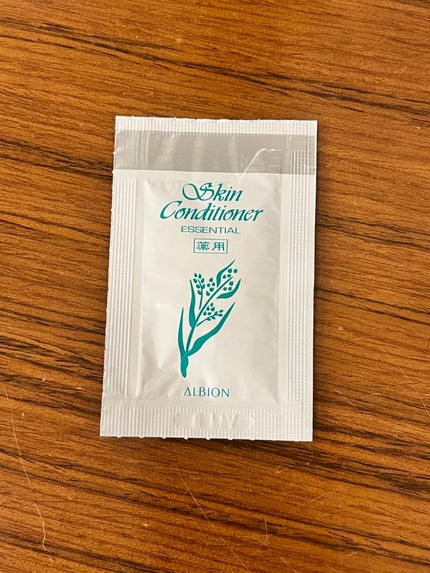 Skin
Conditioner
ESSENTIAL
薬用
ALBION